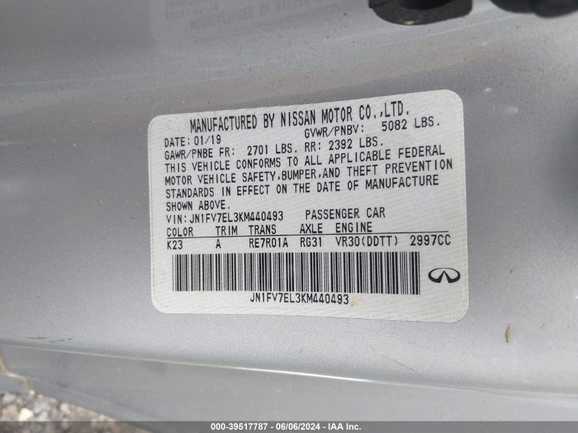 MANUFACTURED BY NISSAN MOTOR CO.,LTD.
DATE: 01/19 GVWR/PNBV: 5082 LBS.
GAWR/PNBE FR: 2701 LBS. RR: 2392 LBS.
THIS VEHICLE CONFORMS TO ALL APPLICABLE FEDERAL
MOTOR VEHICLE SAFETY,BUMPER,AND THEFT PREVENTION
STANDARDS IN EFFECT ON THE DATE OF MANUFACTURE
SHOWN ABOVE.
VIN:JN1FV7EL3KM440493 PASSENGER CAR
COLOR TRIM TRANS AXLE ENGINE
K23 A RE7R01A RG31 VR30(DDTT) 2997CC
JN1FV7EL3KM440493
000-39517787 - 06/06/2024 - IAA Inc.